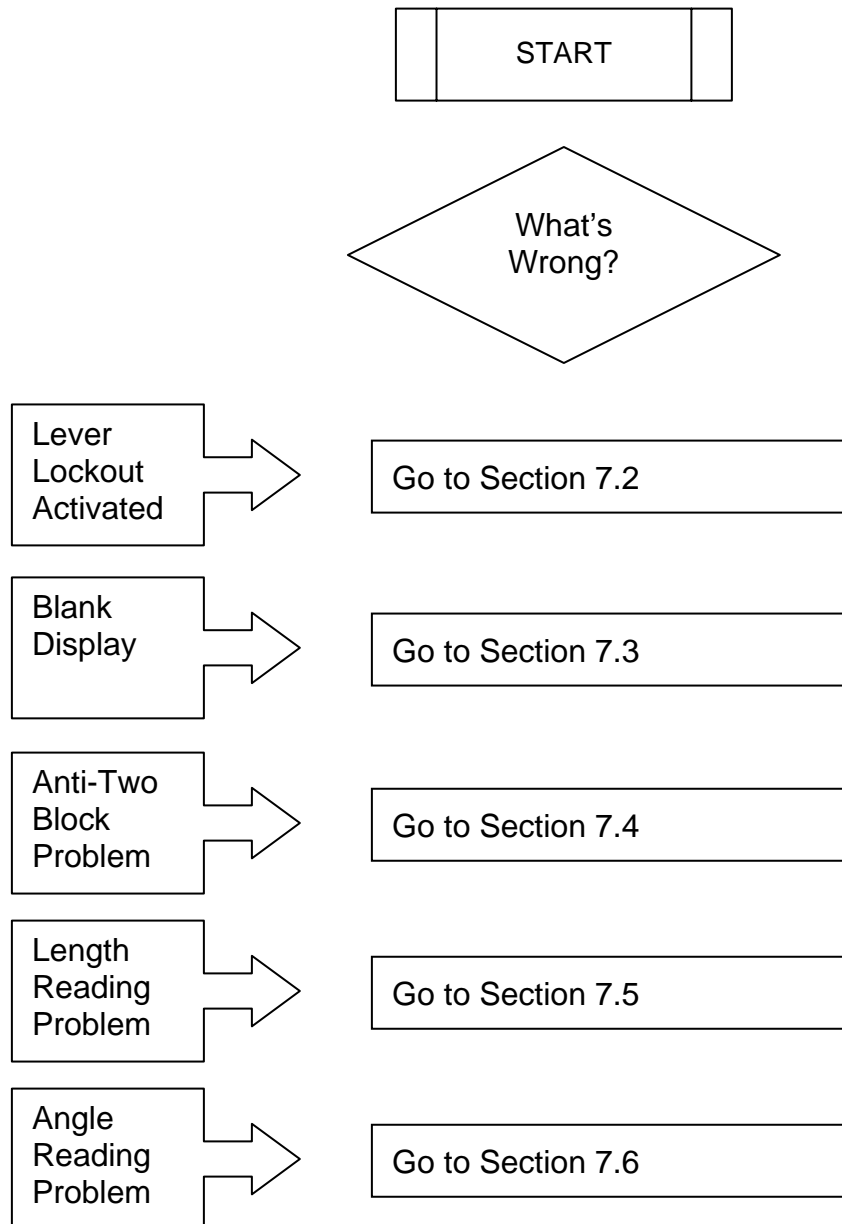 START
What's
Wrong?
Lever
Lockout
Activated
Go to Section 7.2
Blank
Display
Go to Section 7.3
Anti-Two
Block
Problem
Go to Section 7.4
Length
Reading
Problem
Go to Section 7.5
Angle
Reading
Problem
Go to Section 7.6